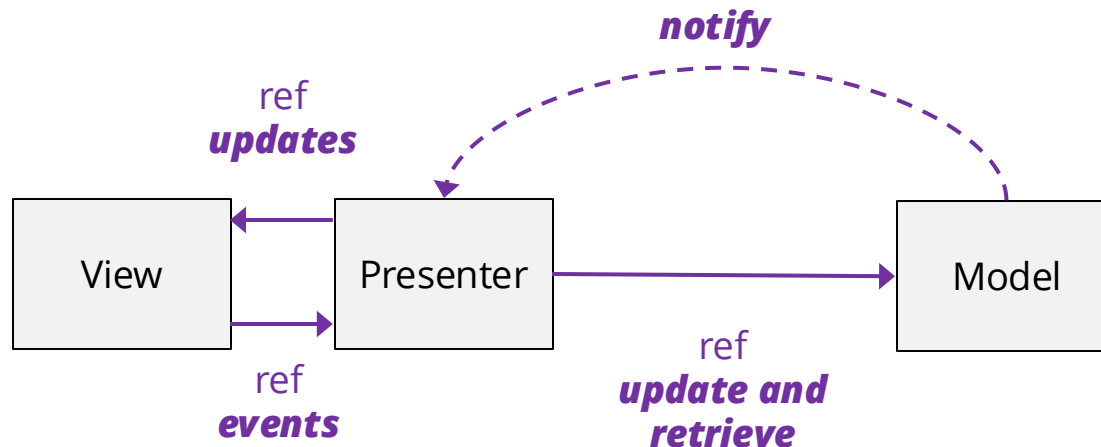 notify
ref
updates
View
Presenter
Model
ref
events
ref
update and
retrieve